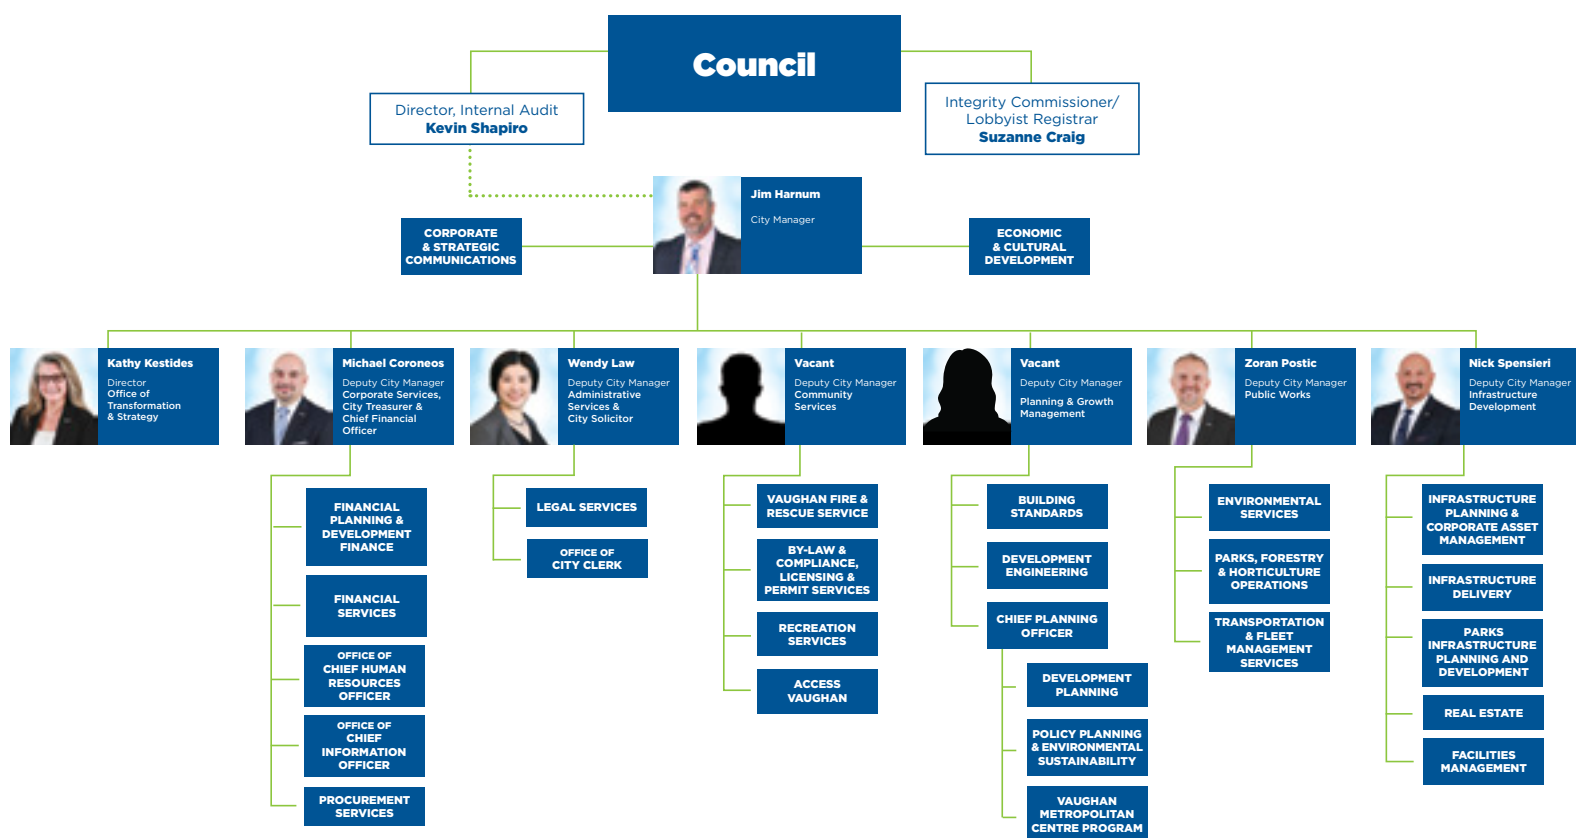 Council
Director, Internal Audit
Kevin Shapiro
Integrity Commissioner/
Lobbyist Registrar
Suzanne Craig
Jim Harnum
City Manager
CORPORATE
& STRATEGIC
COMMUNICATIONS
ECONOMIC
& CULTURAL
DEVELOPMENT
Kathy Kestides
Director
Office of
Transformation
& Strategy
Michael Coroneos
Deputy City Manager
Corporate Services,
City Treasurer &
Chief Financial
Officer
Wendy Law
Deputy City Manager
Administrative
Services &
City Solicitor
Vacant
Deputy City Manager
Community
Services
Vacant
Deputy City Manager
Planning & Growth
Management
Zoran Postic
Deputy City Manager
Public Works
Nick Spensieri
Deputy City Manager
Infrastructure
Development
FINANCIAL
PLANNING &
DEVELOPMENT
FINANCE
FINANCIAL
SERVICES
OFFICE OF
CHIEF HUMAN
RESOURCES
OFFICER
OFFICE OF
CHIEF
INFORMATION
OFFICER
PROCUREMENT
SERVICES
LEGAL SERVICES
OFFICE OF
CITY CLERK
VAUGHAN FIRE &
RESCUE SERVICE
BY-LAW &
COMPLIANCE,
LICENSING &
PERMIT SERVICES
RECREATION
SERVICES
ACCESS
VAUGHAN
BUILDING
STANDARDS
DEVELOPMENT
ENGINEERING
CHIEF PLANNING
OFFICER
DEVELOPMENT
PLANNING
POLICY PLANNING
& ENVIRONMENTAL
SUSTAINABILITY
VAUGHAN
METROPOLITAN
CENTRE PROGRAM
ENVIRONMENTAL
SERVICES
PARKS, FORESTRY
& HORTICULTURE
OPERATIONS
TRANSPORTATION
& FLEET
MANAGEMENT
SERVICES
INFRASTRUCTURE
PLANNING &
CORPORATE ASSET
MANAGEMENT
INFRASTRUCTURE
DELIVERY
PARKS
INFRASTRUCTURE
PLANNING AND
DEVELOPMENT
REAL ESTATE
FACILITIES
MANAGEMENT